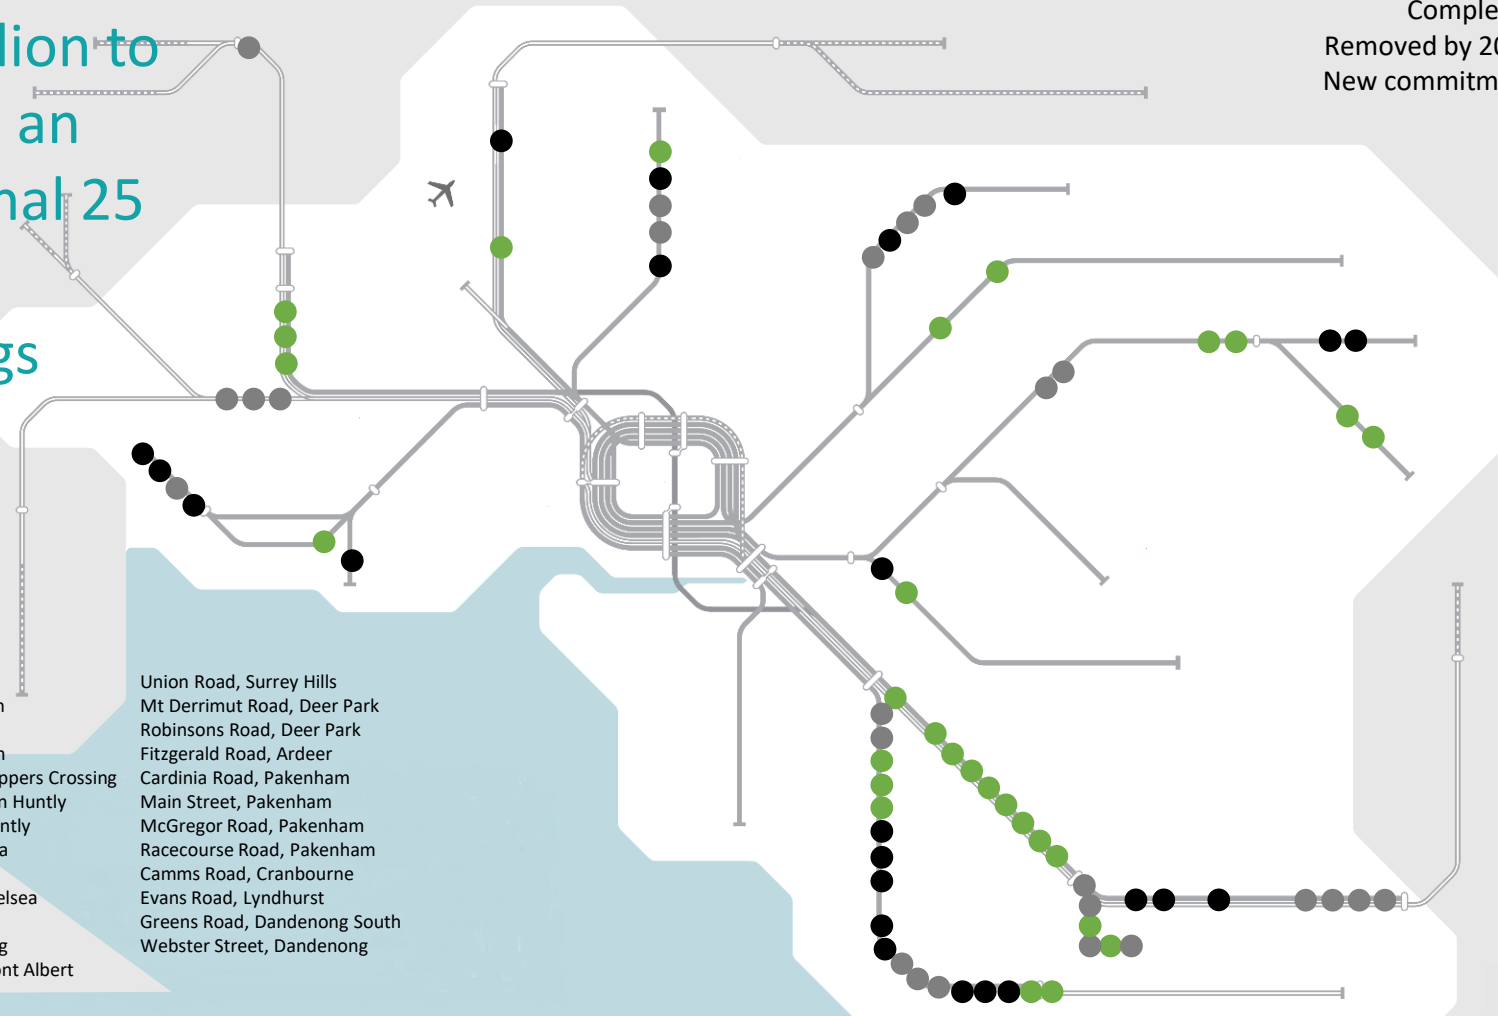 lion to
an
nal 25
gs
Comple
Removed by 20
New commitm
n
n
ppers Crossing
n Huntly
ntly
a
elsea
g
ont Albert
Union Road, Surrey Hills
Mt Derrimut Road, Deer Park
Robinsons Road, Deer Park
Fitzgerald Road, Ardeer
Cardinia Road, Pakenham
Main Street, Pakenham
McGregor Road, Pakenham
Racecourse Road, Pakenham
Camms Road, Cranbourne
Evans Road, Lyndhurst
Greens Road, Dandenong South
Webster Street, Dandenong